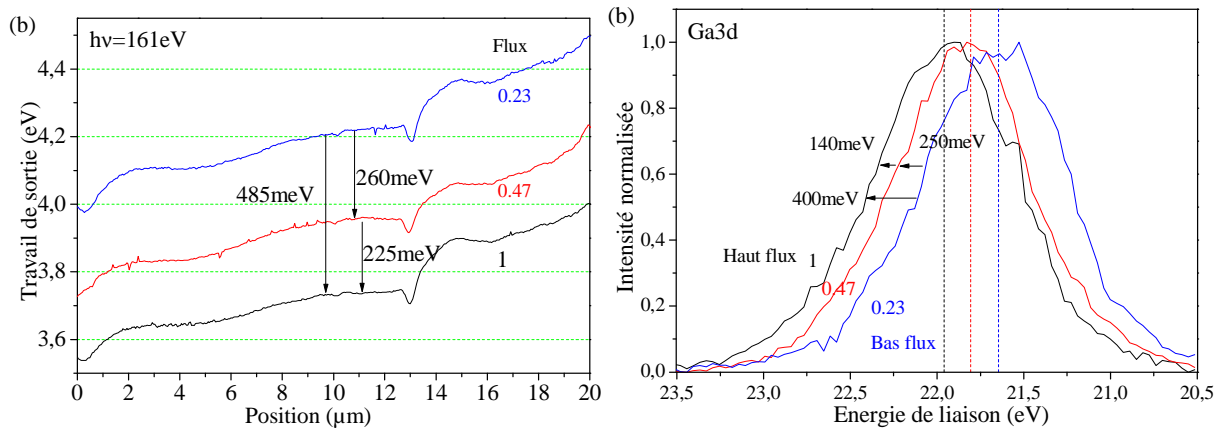 (b)
hν=161eV
Flux
0.23
0.47
1
485meV
260meV
225meV
4,4
4,2
4,0
3,8
3,6
0
2
4
6
8
10
12
14
16
18
20
Travail de sortie (eV)
Position (µm)
(b)
Ga3d
140meV
250meV
400meV
Haut flux
1
0.47
0.23
Bas flux
1,0
0,8
0,6
0,4
0,2
0,0
23,5
23,0
22,5
22,0
21,5
21,0
20,5
Intensité normalisée
Energie de liaison (eV)